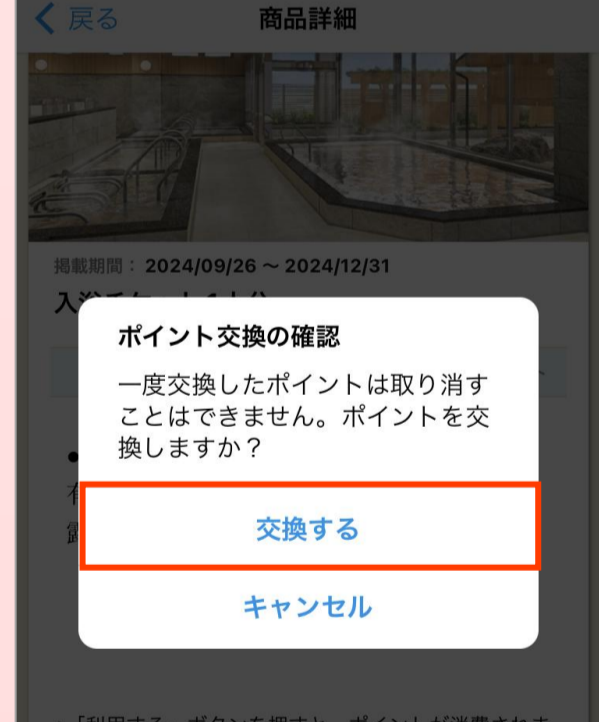 戻る
商品詳細
掲載期間： 2024/09/26 ~ 2024/12/31
ポイント交換の確認
一度交換したポイントは取り消す
ことはできません。ポイントを交
換しますか？
交換する
キャンセル